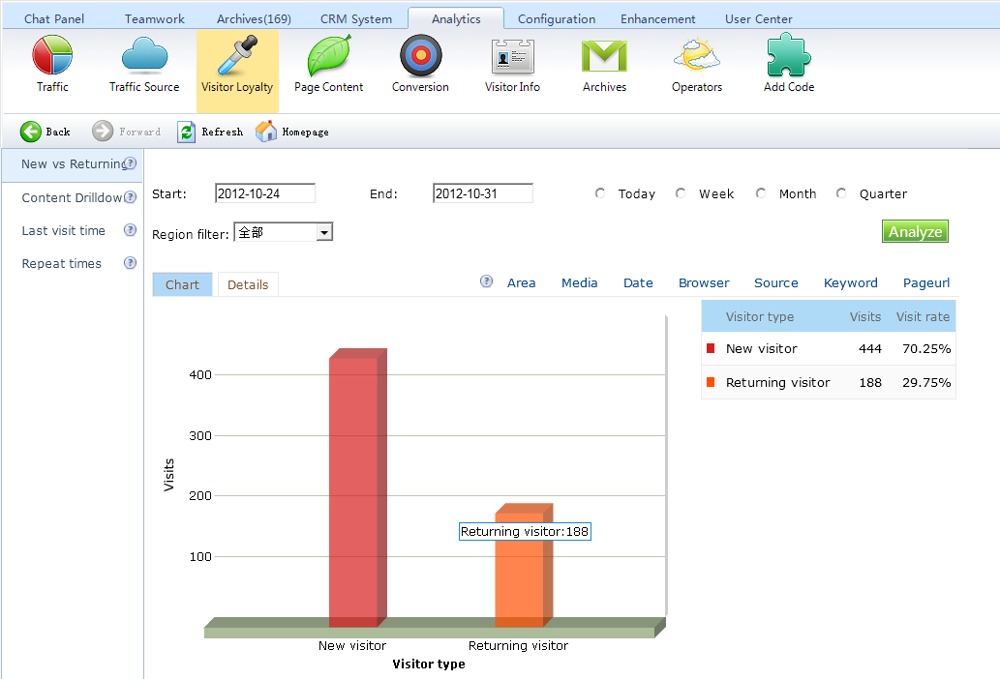 Chat Panel Teamwork Archives(169) CRM System Analytics Configuration Enhancement User Center
Traffic Traffic Source Visitor Loyalty Page Content Conversion Visitor Info Archives Operators Add Code
Back Forward Refresh Homepage
New vs Returning
Content Drilldow
Last visit time
Repeat times
Start: 2012-10-24 End: 2012-10-31 Today Week Month Quarter
Region filter: 全部 Analyze
Chart Details ? Area Media Date Browser Source Keyword Pageurl
Visitor type Visits Visit rate
New visitor 444 70.25%
Returning visitor 188 29.75%
400
300
200
100
Visits
Returning visitor:188
New visitor Returning visitor
Visitor type